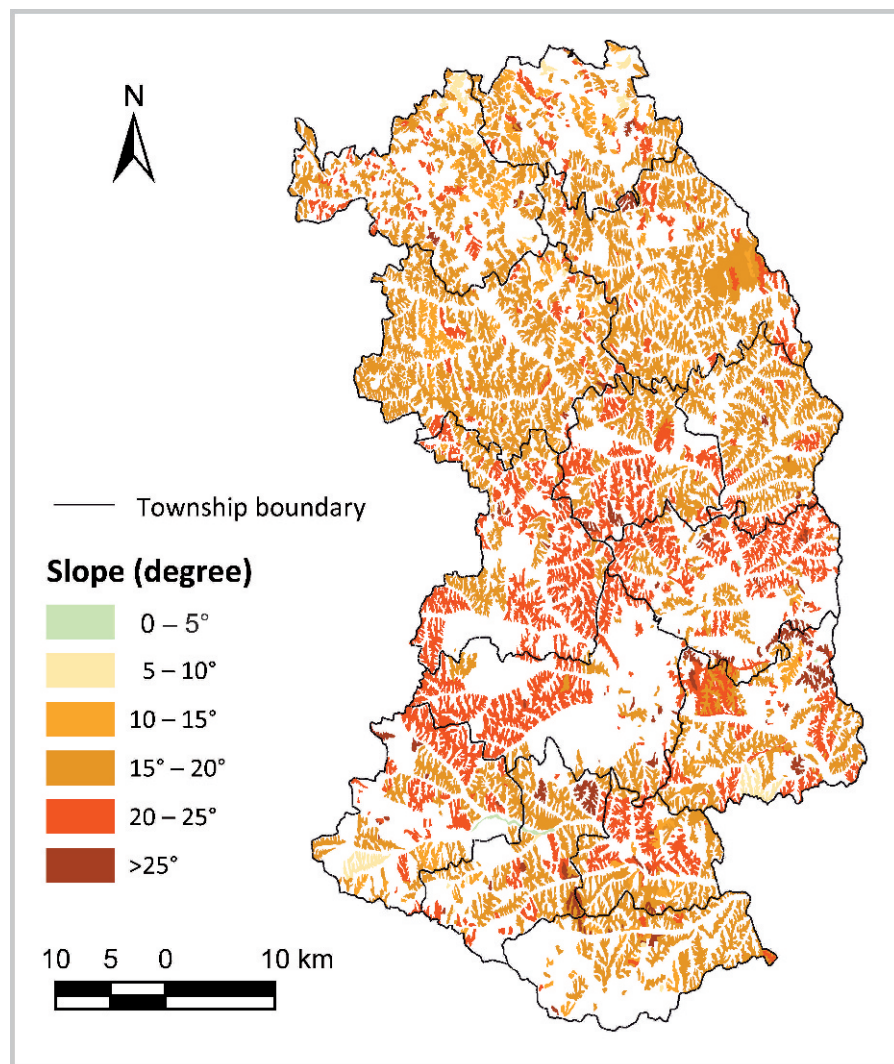 N
Township boundary
Slope (degree)
0 – 5°
5 – 10°
10 – 15°
15° – 20°
20 – 25°
>25°
10 5 0 10 km